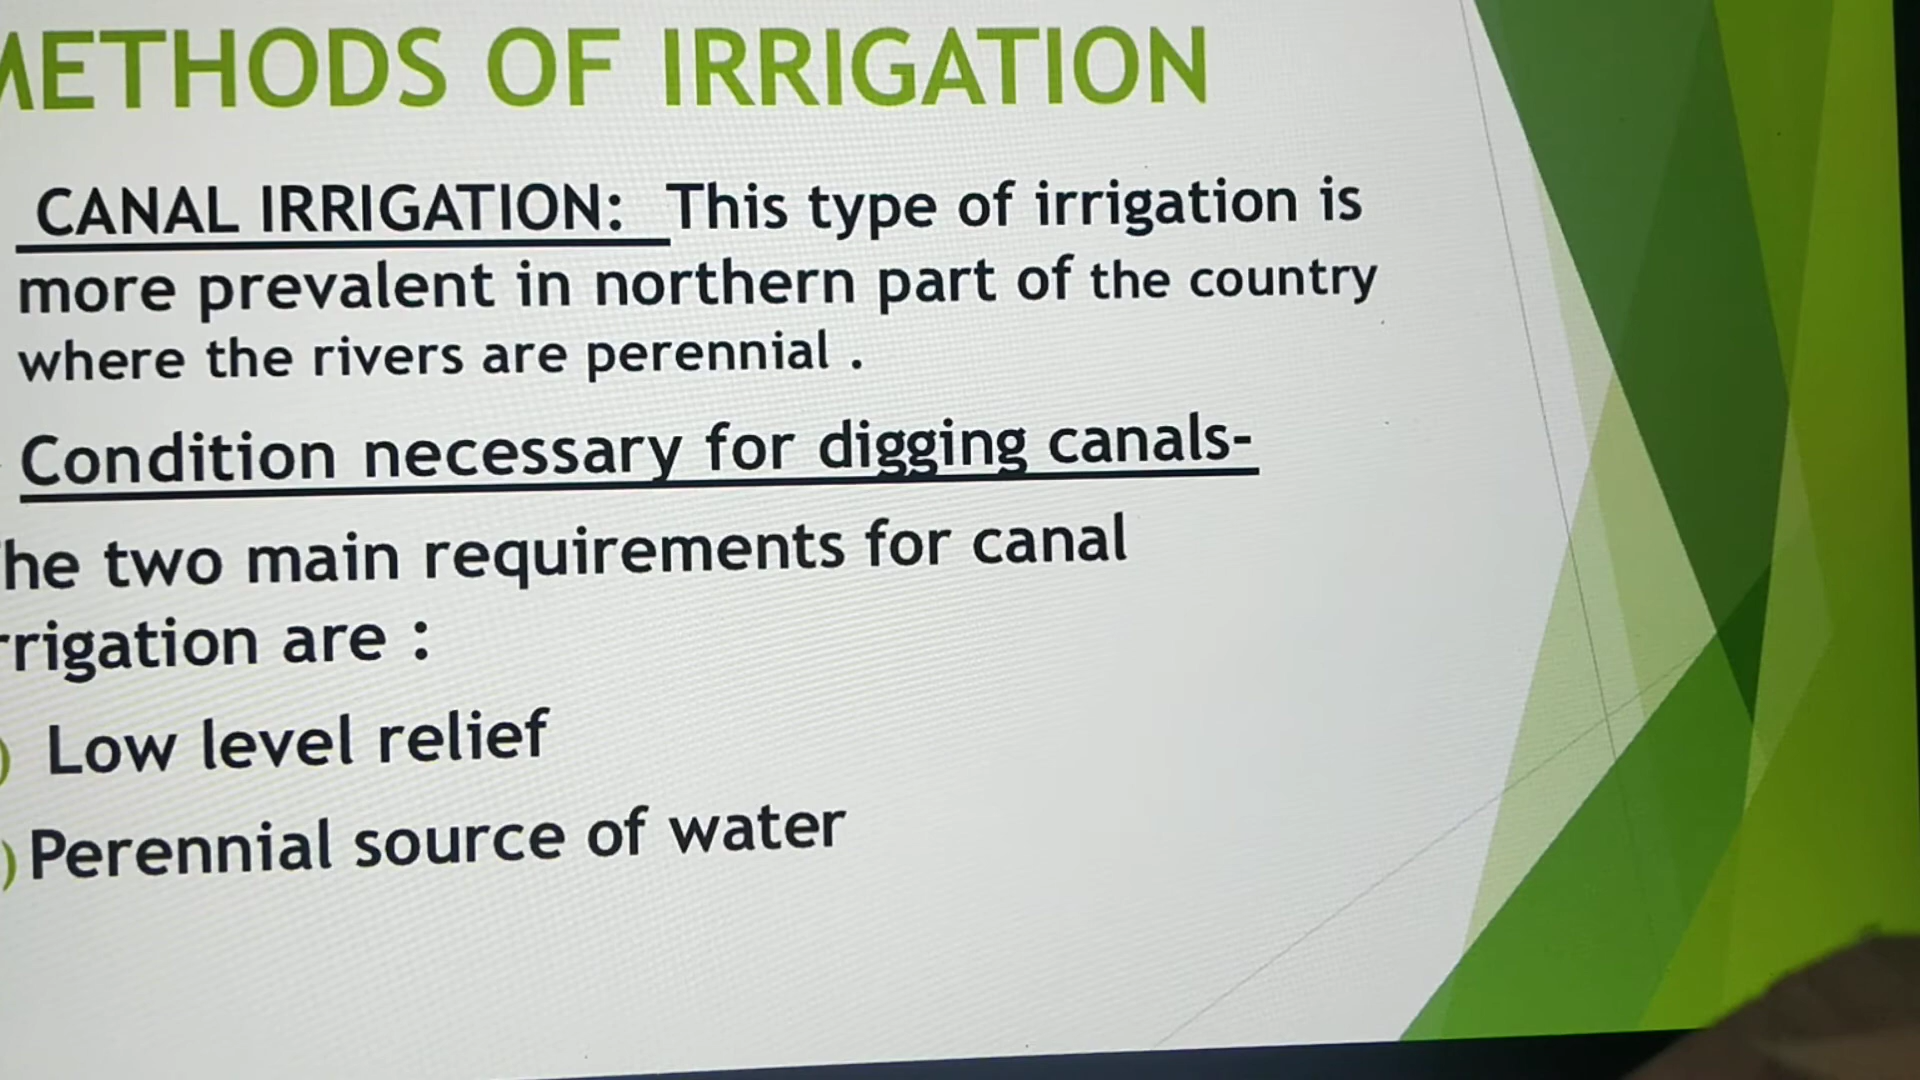 METHODS OF IRRIGATION
CANAL IRRIGATION: This type of irrigation is
more prevalent in northern part of the country
where the rivers are perennial .
Condition necessary for digging canals-
he two main requirements for canal
rrigation are :
) Low level relief
) Perennial source of water